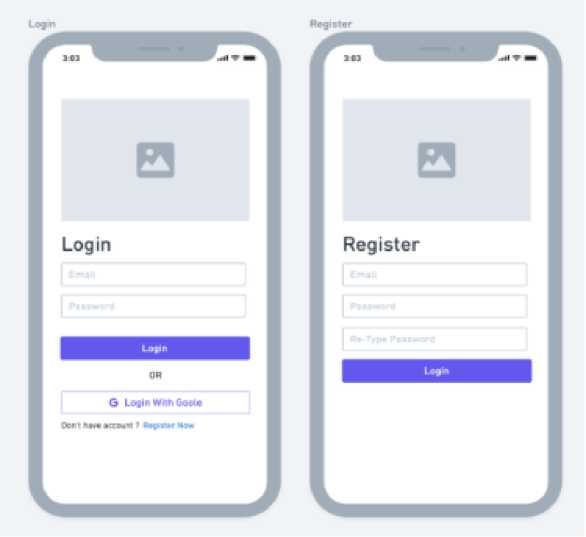 Login
3:03
Login
Email
Password
Login
OR
G Login With Goole
Don't have account ? Register Now
Register
3:03
Register
Email
Password
Re-Type Password
Login